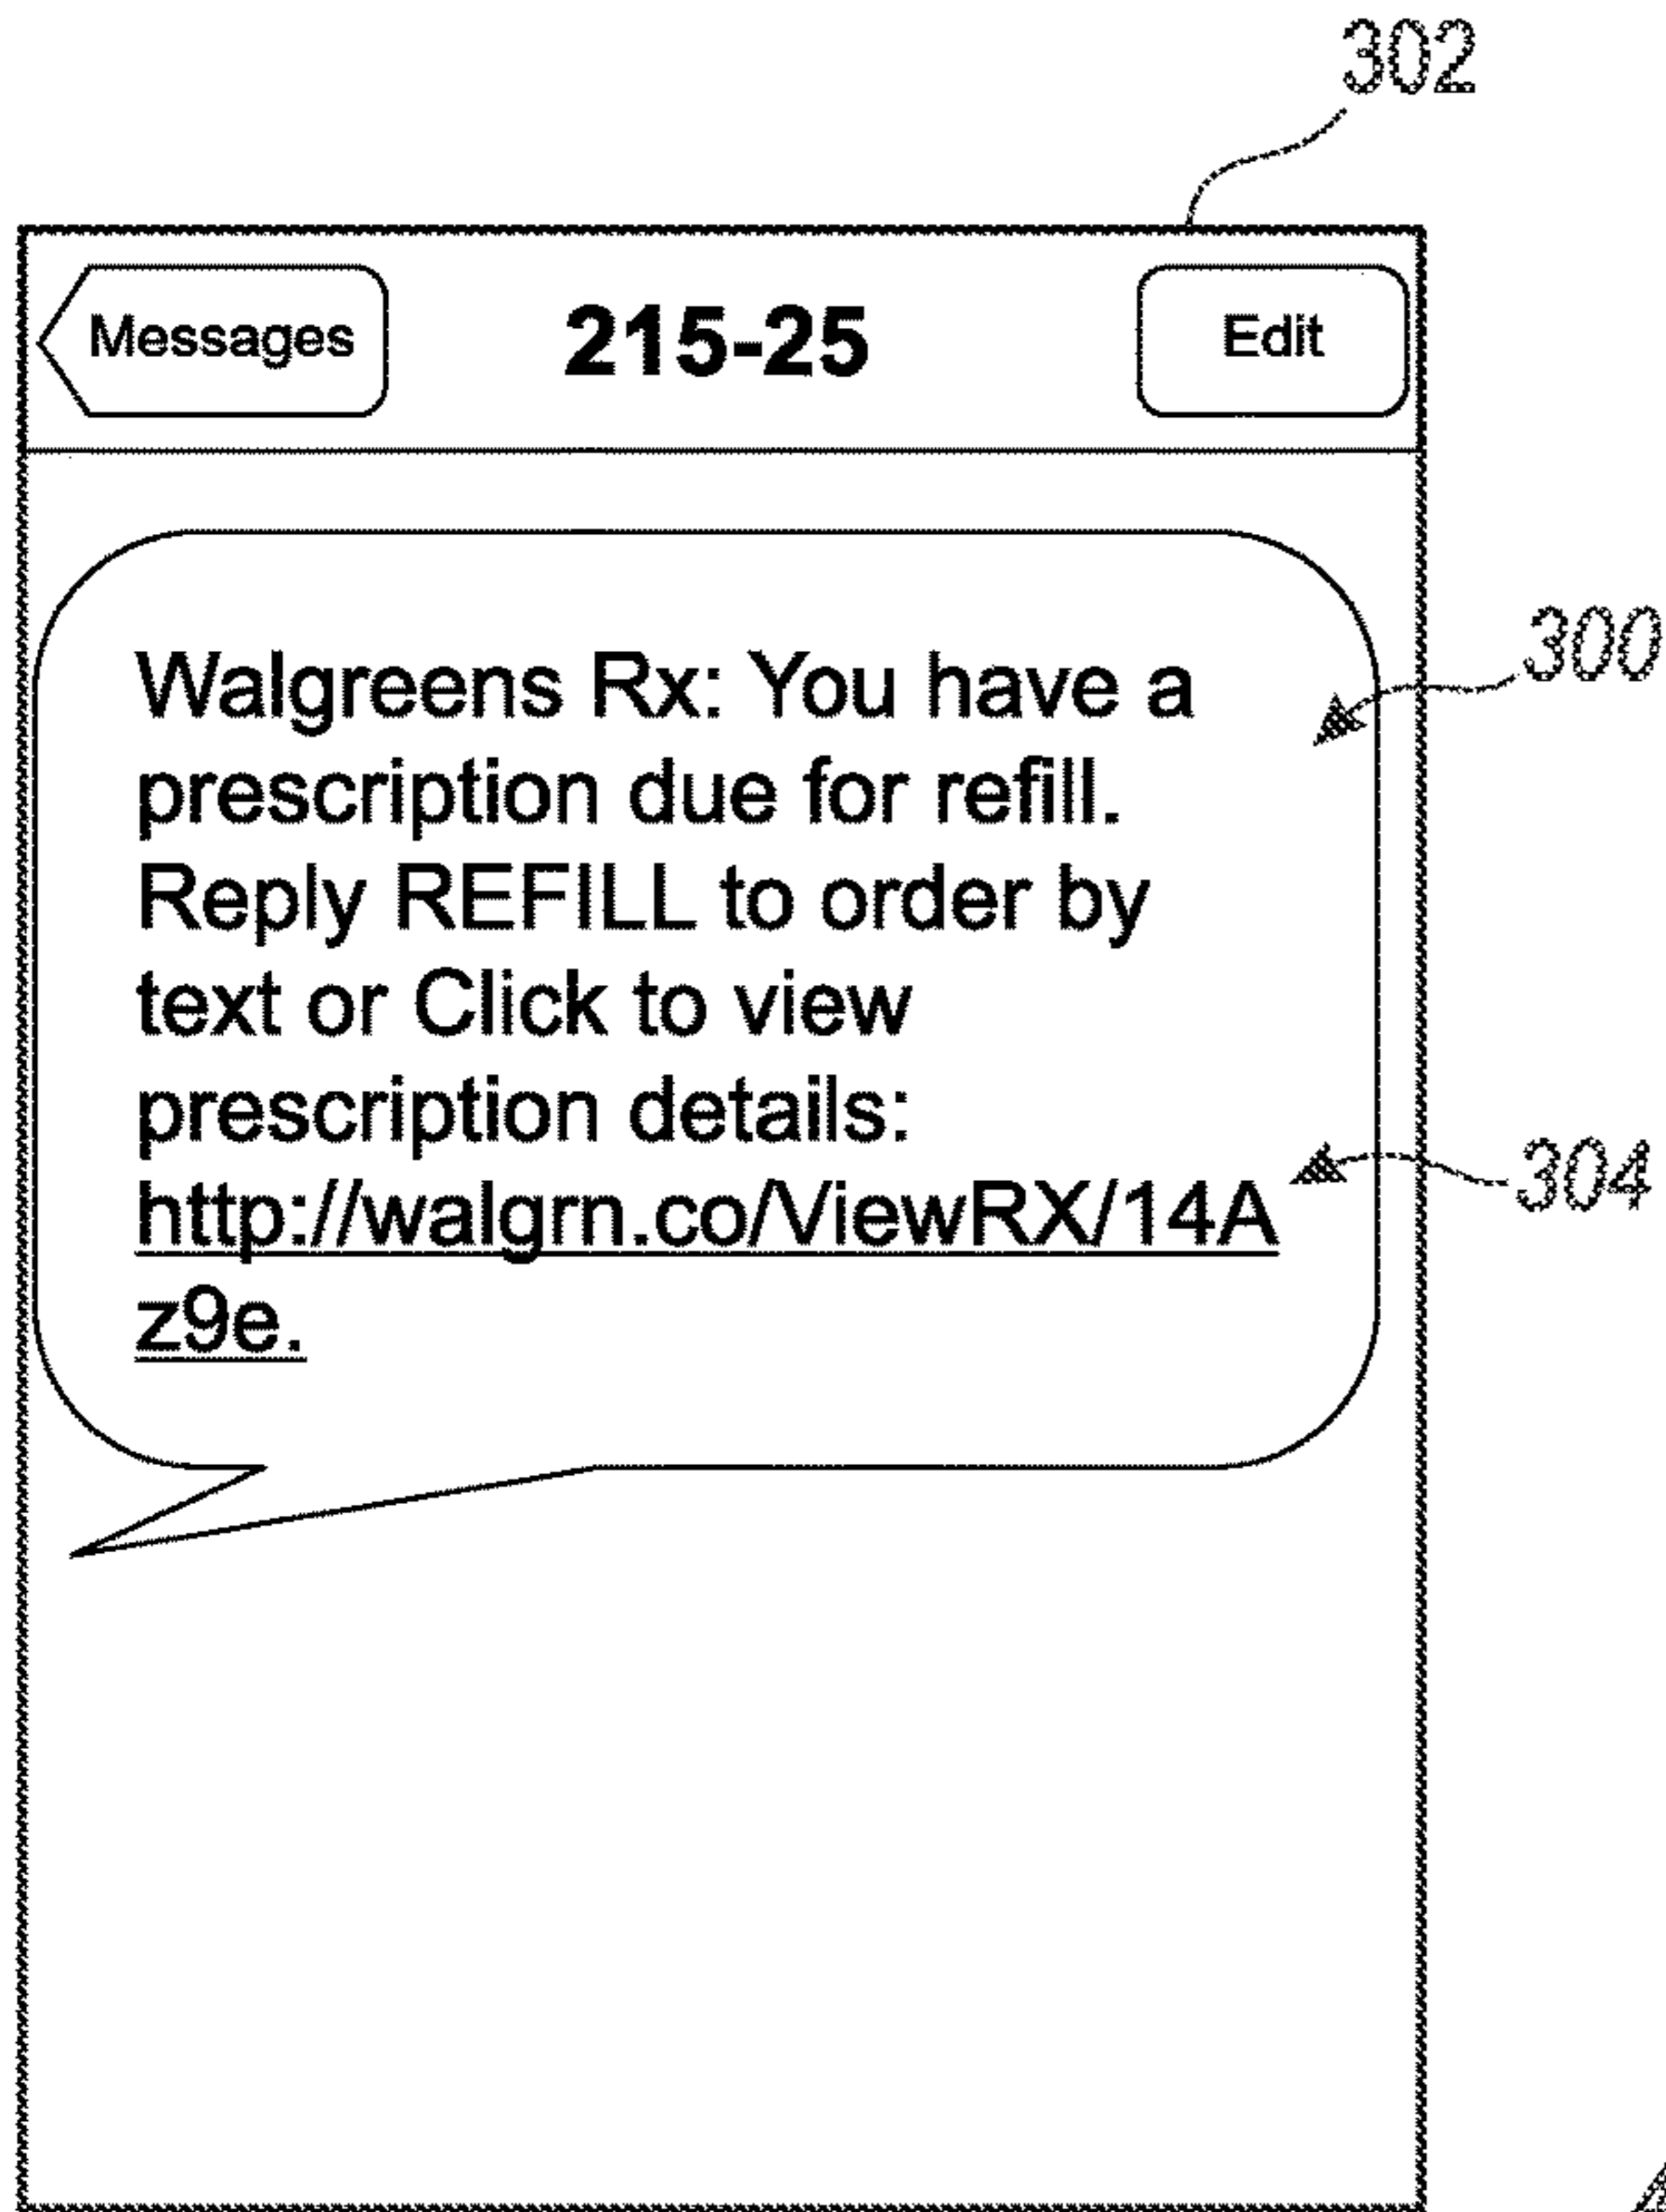 302
Messages 215-25 Edit
Walgreens Rx: You have a
300
prescription due for refill.
Reply REFILL to order by
text or Click to view
prescription details:
http://walgrn.co/ViewRX/14A
304
z9e.